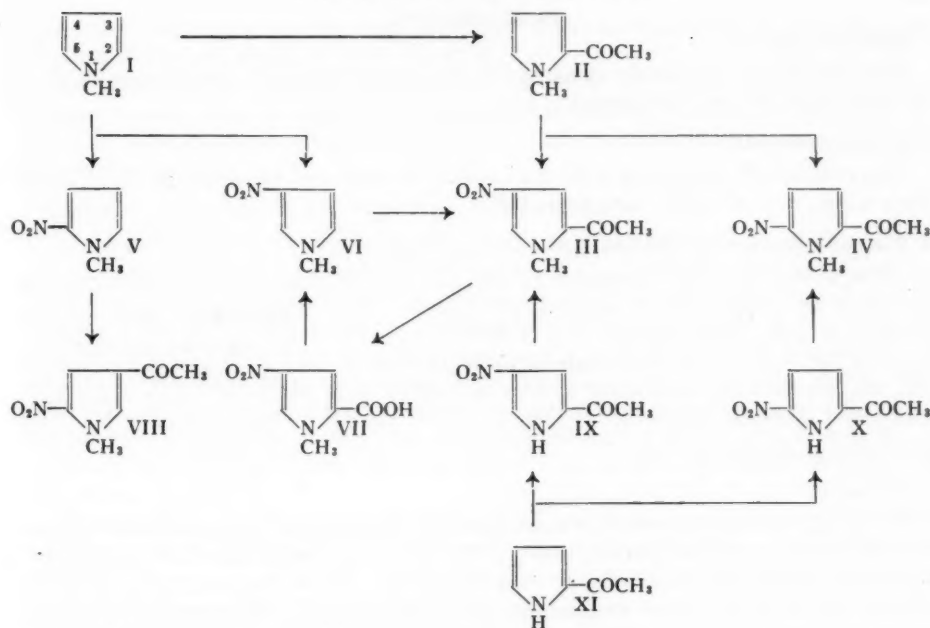 4 3
5 2
1
N
CH₃
I
N
CH₃
COCH₃
II
O₂N
N
CH₃
V
O₂N
N
CH₃
VI
O₂N
N
CH₃
COCH₃
III
O₂N
N
CH₃
COCH₃
IV
O₂N
N
CH₃
COCH₃
VIII
O₂N
N
CH₃
COOH
VII
O₂N
N
H
COCH₃
IX
O₂N
N
H
COCH₃
X
N
H
COCH₃
XI